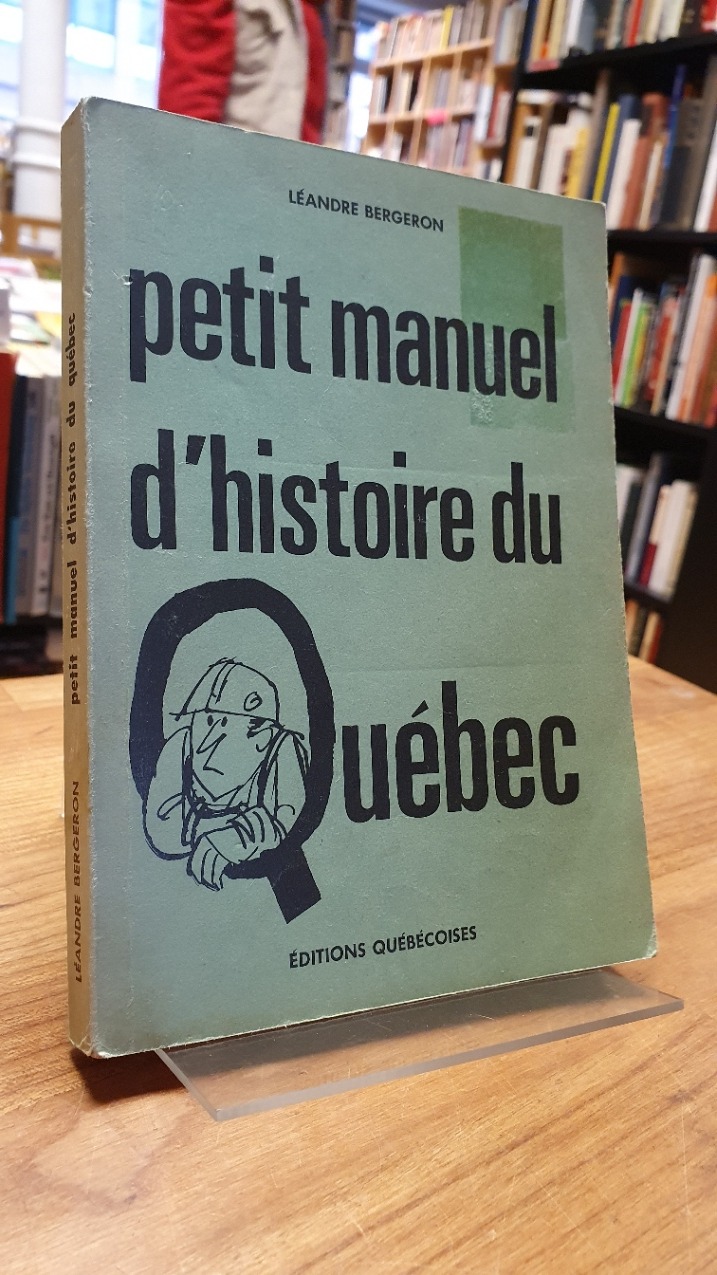 LÉANDRE BERGERON
petit manuel
d'histoire du
Québec
ÉDITIONS QUÉBÉCOISES
LÉANDRE BERGERON petit manuel d'histoire du québec